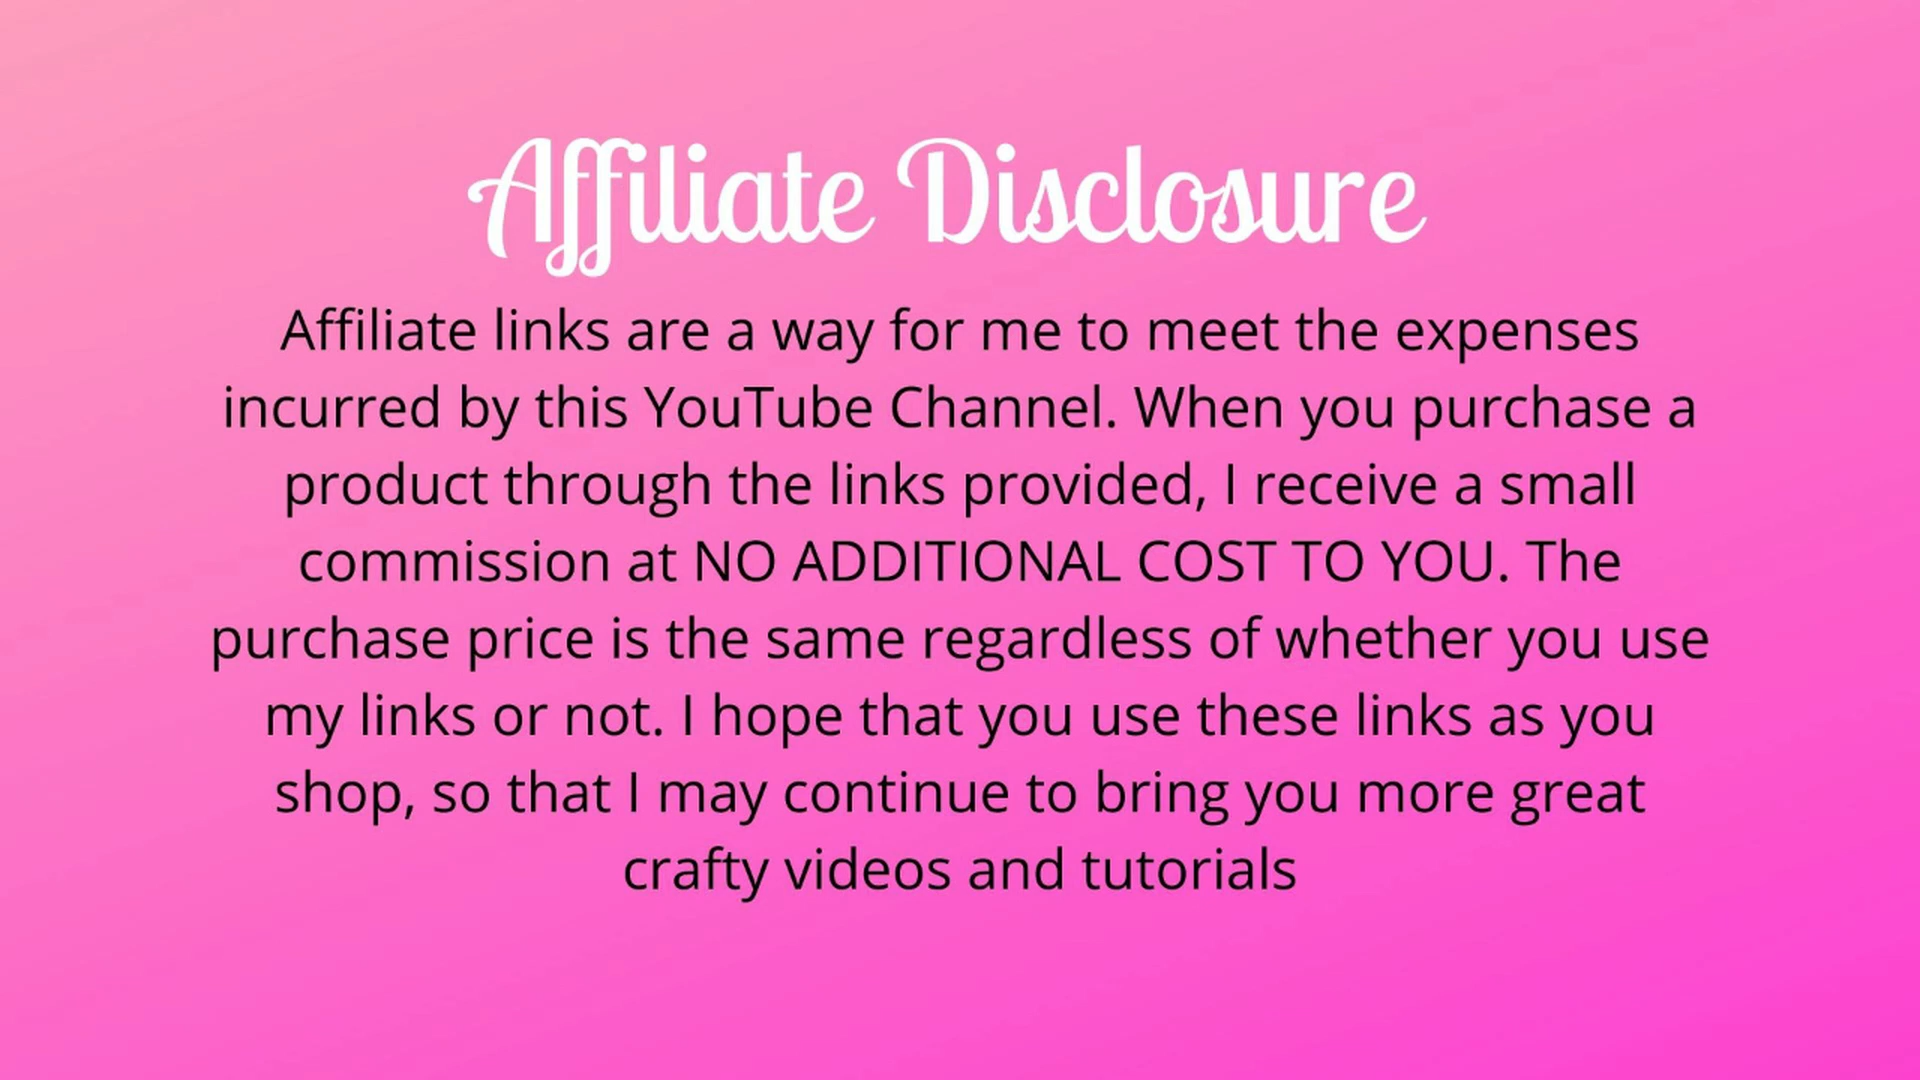 Affiliate Disclosure
Affiliate links are a way for me to meet the expenses
incurred by this YouTube Channel. When you purchase a
product through the links provided, I receive a small
commission at NO ADDITIONAL COST TO YOU. The
purchase price is the same regardless of whether you use
my links or not. I hope that you use these links as you
shop, so that I may continue to bring you more great
crafty videos and tutorials